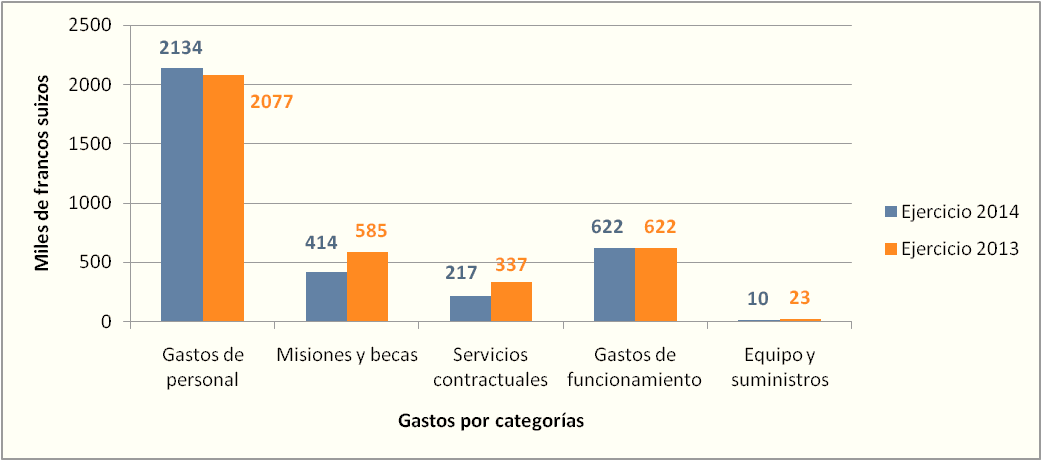 2500
2000
1500
1000
500
0
Miles de francos suizos
2134
2077
414
585
217
337
622
622
10
23
Gastos de
personal
Misiones y becas
Servicios
contractuales
Gastos de
funcionamiento
Equipo y
suministros
Gastos por categorías
Ejercicio 2014
Ejercicio 2013